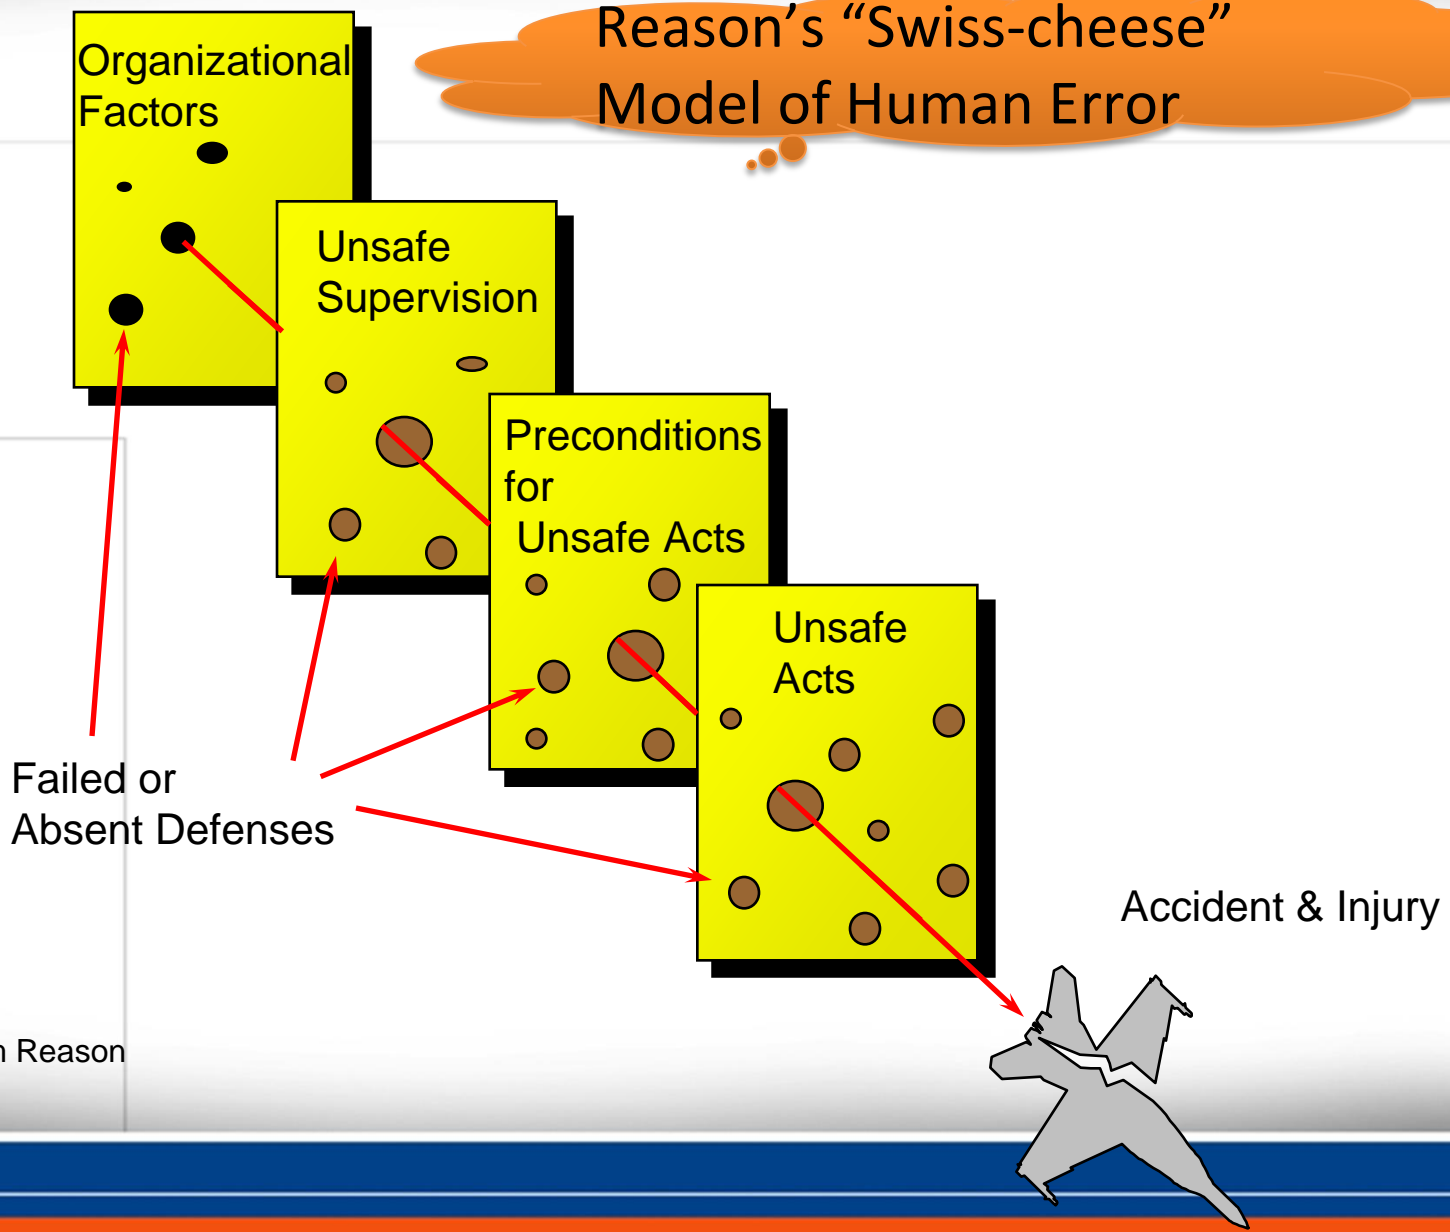 Reason’s “Swiss-cheese”
Model of Human Error
Organizational
Factors
Unsafe
Supervision
Preconditions
for
Unsafe Acts
Unsafe
Acts
Failed or
Absent Defenses
Accident & Injury
Reason